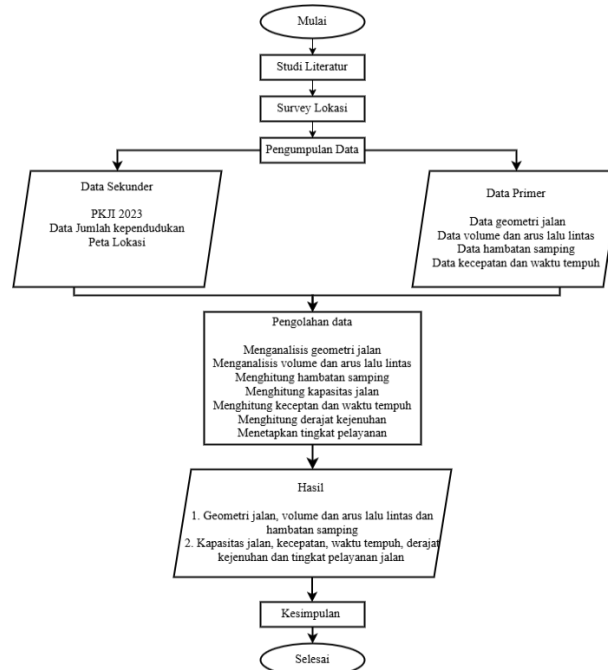 Mulai
Studi Literatur
Survey Lokasi
Pengumpulan Data
Data Sekunder
PKJI 2023
Data Jumlah kependudukan
Peta Lokasi
Data Primer
Data geometri jalan
Data volume dan arus lalu lintas
Data hambatan samping
Data kecepatan dan waktu tempuh
Pengolahan data
Menganalisis geometri jalan
Menganalisis volume dan arus lalu lintas
Menghitung hambatan samping
Menghitung kapasitas jalan
Menghitung keceptan dan waktu tempuh
Menghitung derajat kejenuhan
Menetapkan tingkat pelayanan
Hasil
1. Geometri jalan, volume dan arus lalu lintas dan
hambatan samping
2. Kapasitas jalan, kecepatan, waktu tempuh, derajat
kejenuhan dan tingkat pelayanan jalan
Kesimpulan
Selesai